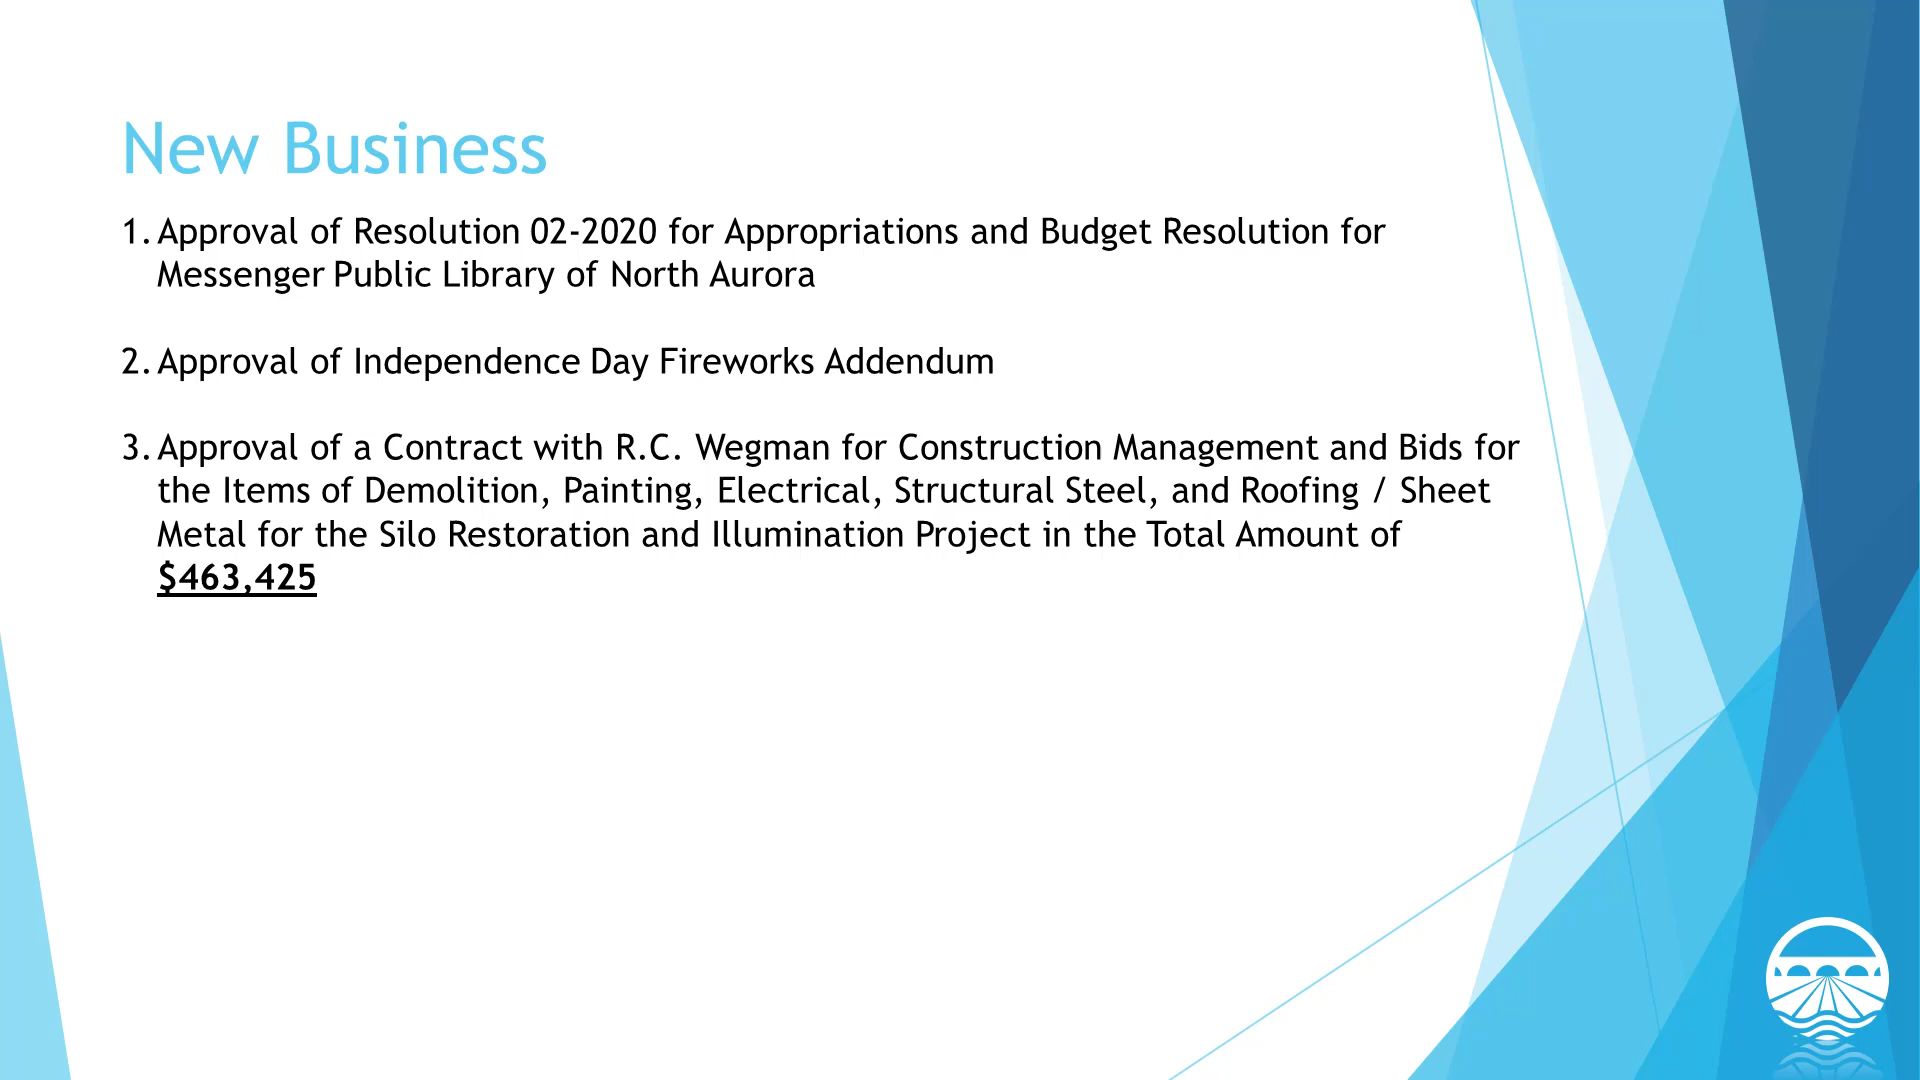 New Business
1. Approval of Resolution 02-2020 for Appropriations and Budget Resolution for
Messenger Public Library of North Aurora
2. Approval of Independence Day Fireworks Addendum
3. Approval of a Contract with R.C. Wegman for Construction Management and Bids for
the Items of Demolition, Painting, Electrical, Structural Steel, and Roofing / Sheet
Metal for the Silo Restoration and Illumination Project in the Total Amount of
$463,425